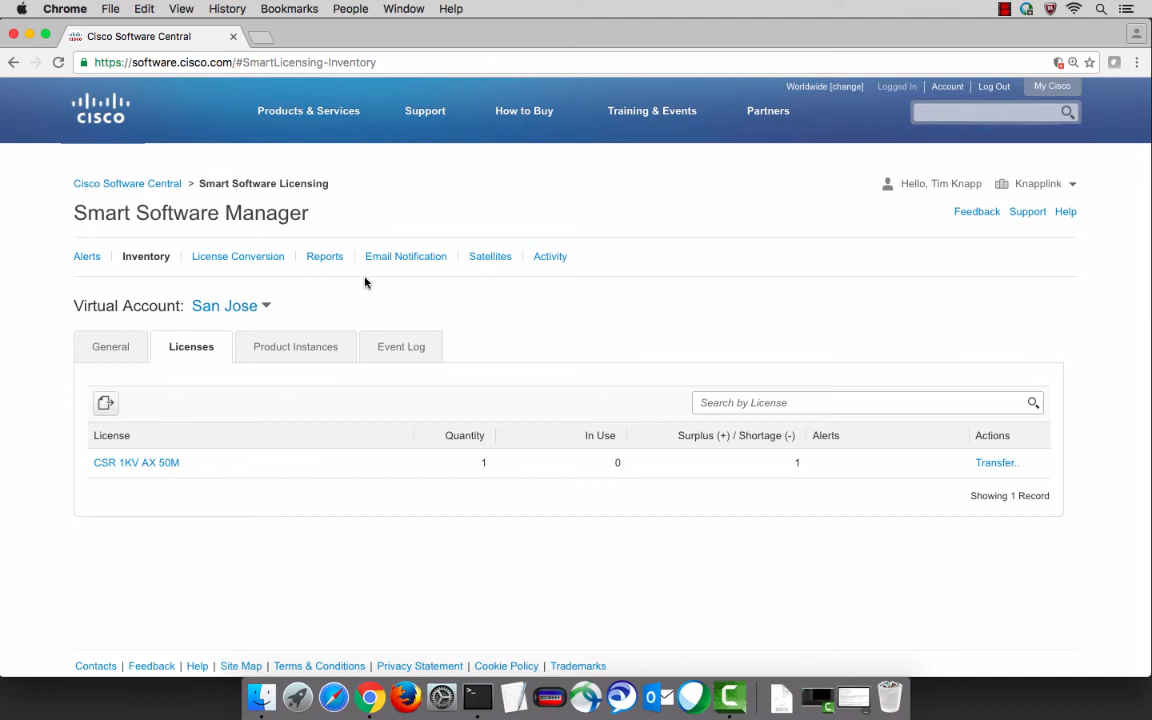 Chrome File Edit View History Bookmarks People Window Help
Cisco Software Central
https://software.cisco.com/#SmartLicensing-Inventory
Worldwide [change] Logged In | Account | Log Out My Cisco
CISCO
Products & Services Support How to Buy Training & Events Partners
Cisco Software Central > Smart Software Licensing
Hello, Tim Knapp Knapplink
Smart Software Manager
Feedback Support Help
Alerts | Inventory | License Conversion | Reports | Email Notification | Satellites | Activity
Virtual Account: San Jose
General Licenses Product Instances Event Log
Search by License
License Quantity In Use Surplus (+) / Shortage (-) Alerts Actions
CSR 1KV AX 50M 1 0 1 Transfer..
Showing 1 Record
Contacts | Feedback | Help | Site Map | Terms & Conditions | Privacy Statement | Cookie Policy | Trademarks